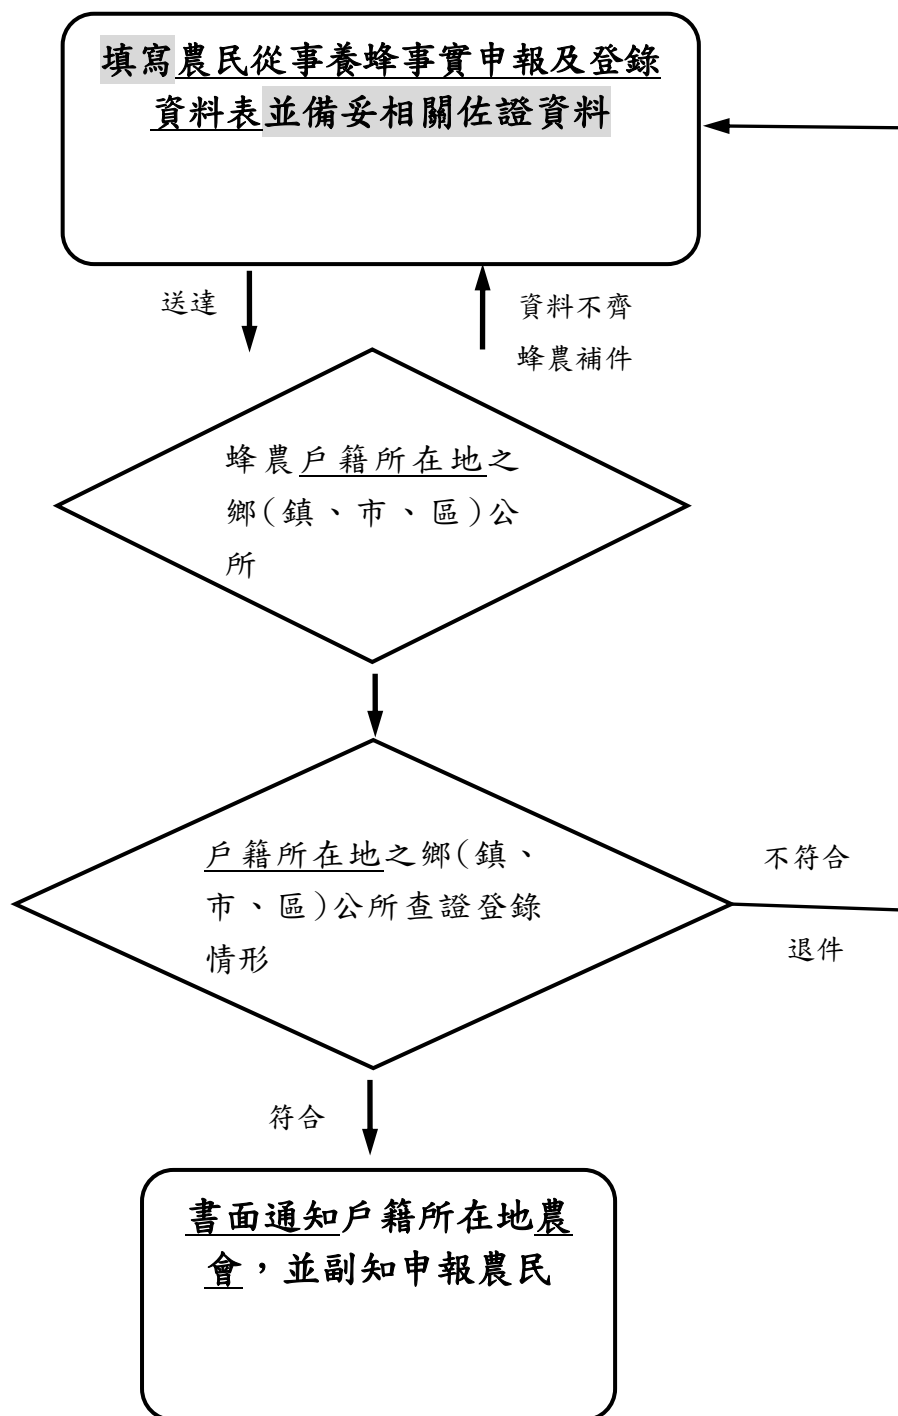 填寫農民從事養蜂事實申報及登錄
資料表並備妥相關佐證資料
送達
資料不齊
蜂農補件
蜂農戶籍所在地之
鄉(鎮、市、區)公
所
戶籍所在地之鄉(鎮、
市、區)公所查證登錄
情形
不符合
退件
符合
書面通知戶籍所在地農
會，並副知申報農民